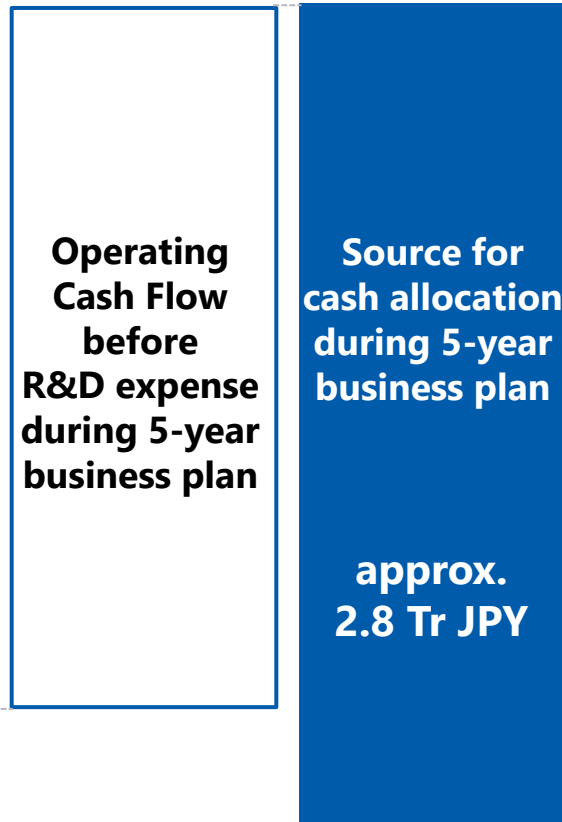 Operating
Cash Flow
before
R&D expense
during 5-year
business plan
Source for
cash allocation
during 5-year
business plan
approx.
2.8 Tr JPY